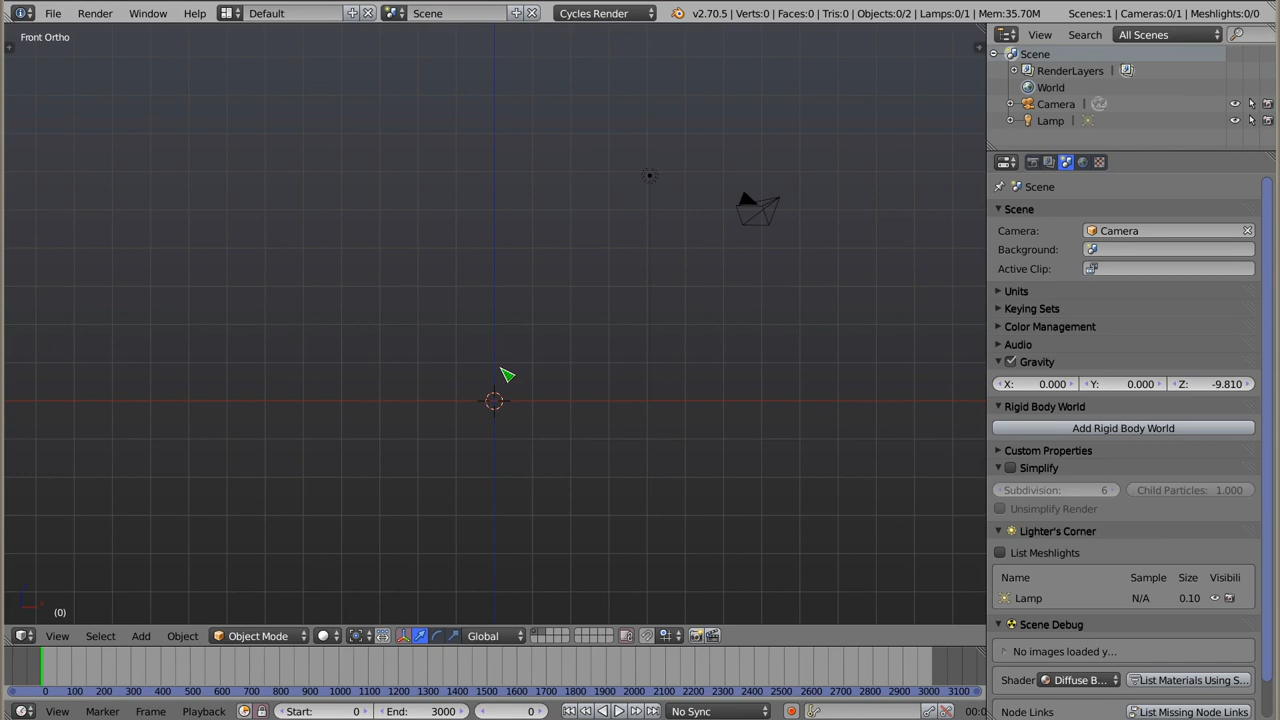 File Render Window Help Default Scene Cycles Render v2.70.5 | Verts:0 | Faces:0 | Tris:0 | Objects:0/2 | Lamps:0/1 | Mem:35.70M Scenes:1 | Cameras:0/1 | Meshlights:0/0
Front Ortho
View Search All Scenes
Scene
RenderLayers |
World
Camera |
Lamp |
Scene
Scene
Camera: Camera
Background:
Active Clip:
Units
Keying Sets
Color Management
Audio
Gravity
X: 0.000 Y: 0.000 Z: -9.810
Rigid Body World
Add Rigid Body World
Custom Properties
Simplify
Subdivision: 6 Child Particles: 1.000
Unsimplify Render
Lighter's Corner
List Meshlights
Name Sample Size Visibili
Lamp N/A 0.10
Scene Debug
No images loaded y...
Shader Diffuse B... List Materials Using S...
Node Links List Missing Node Links
(0)
View Select Add Object Object Mode Global
0 100 200 300 400 500 600 700 800 900 1000 1100 1200 1300 1400 1500 1600 1700 1800 1900 2000 2100 2200 2300 2400 2500 2600 2700 2800 2900 3000 3100
View Marker Frame Playback Start: 0 End: 3000 0 No Sync 00:0